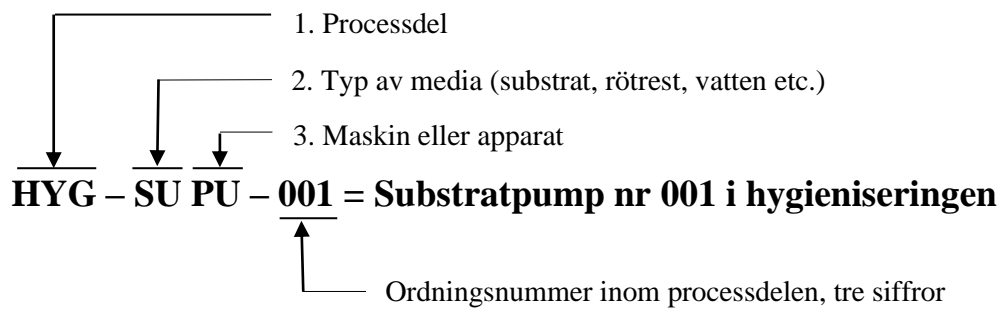 1. Processdel
2. Typ av media (substrat, rötrest, vatten etc.)
3. Maskin eller apparat
HYG – SU PU – 001 = Substratpump nr 001 i hygieniseringen
Ordningsnummer inom processdelen, tre siffror